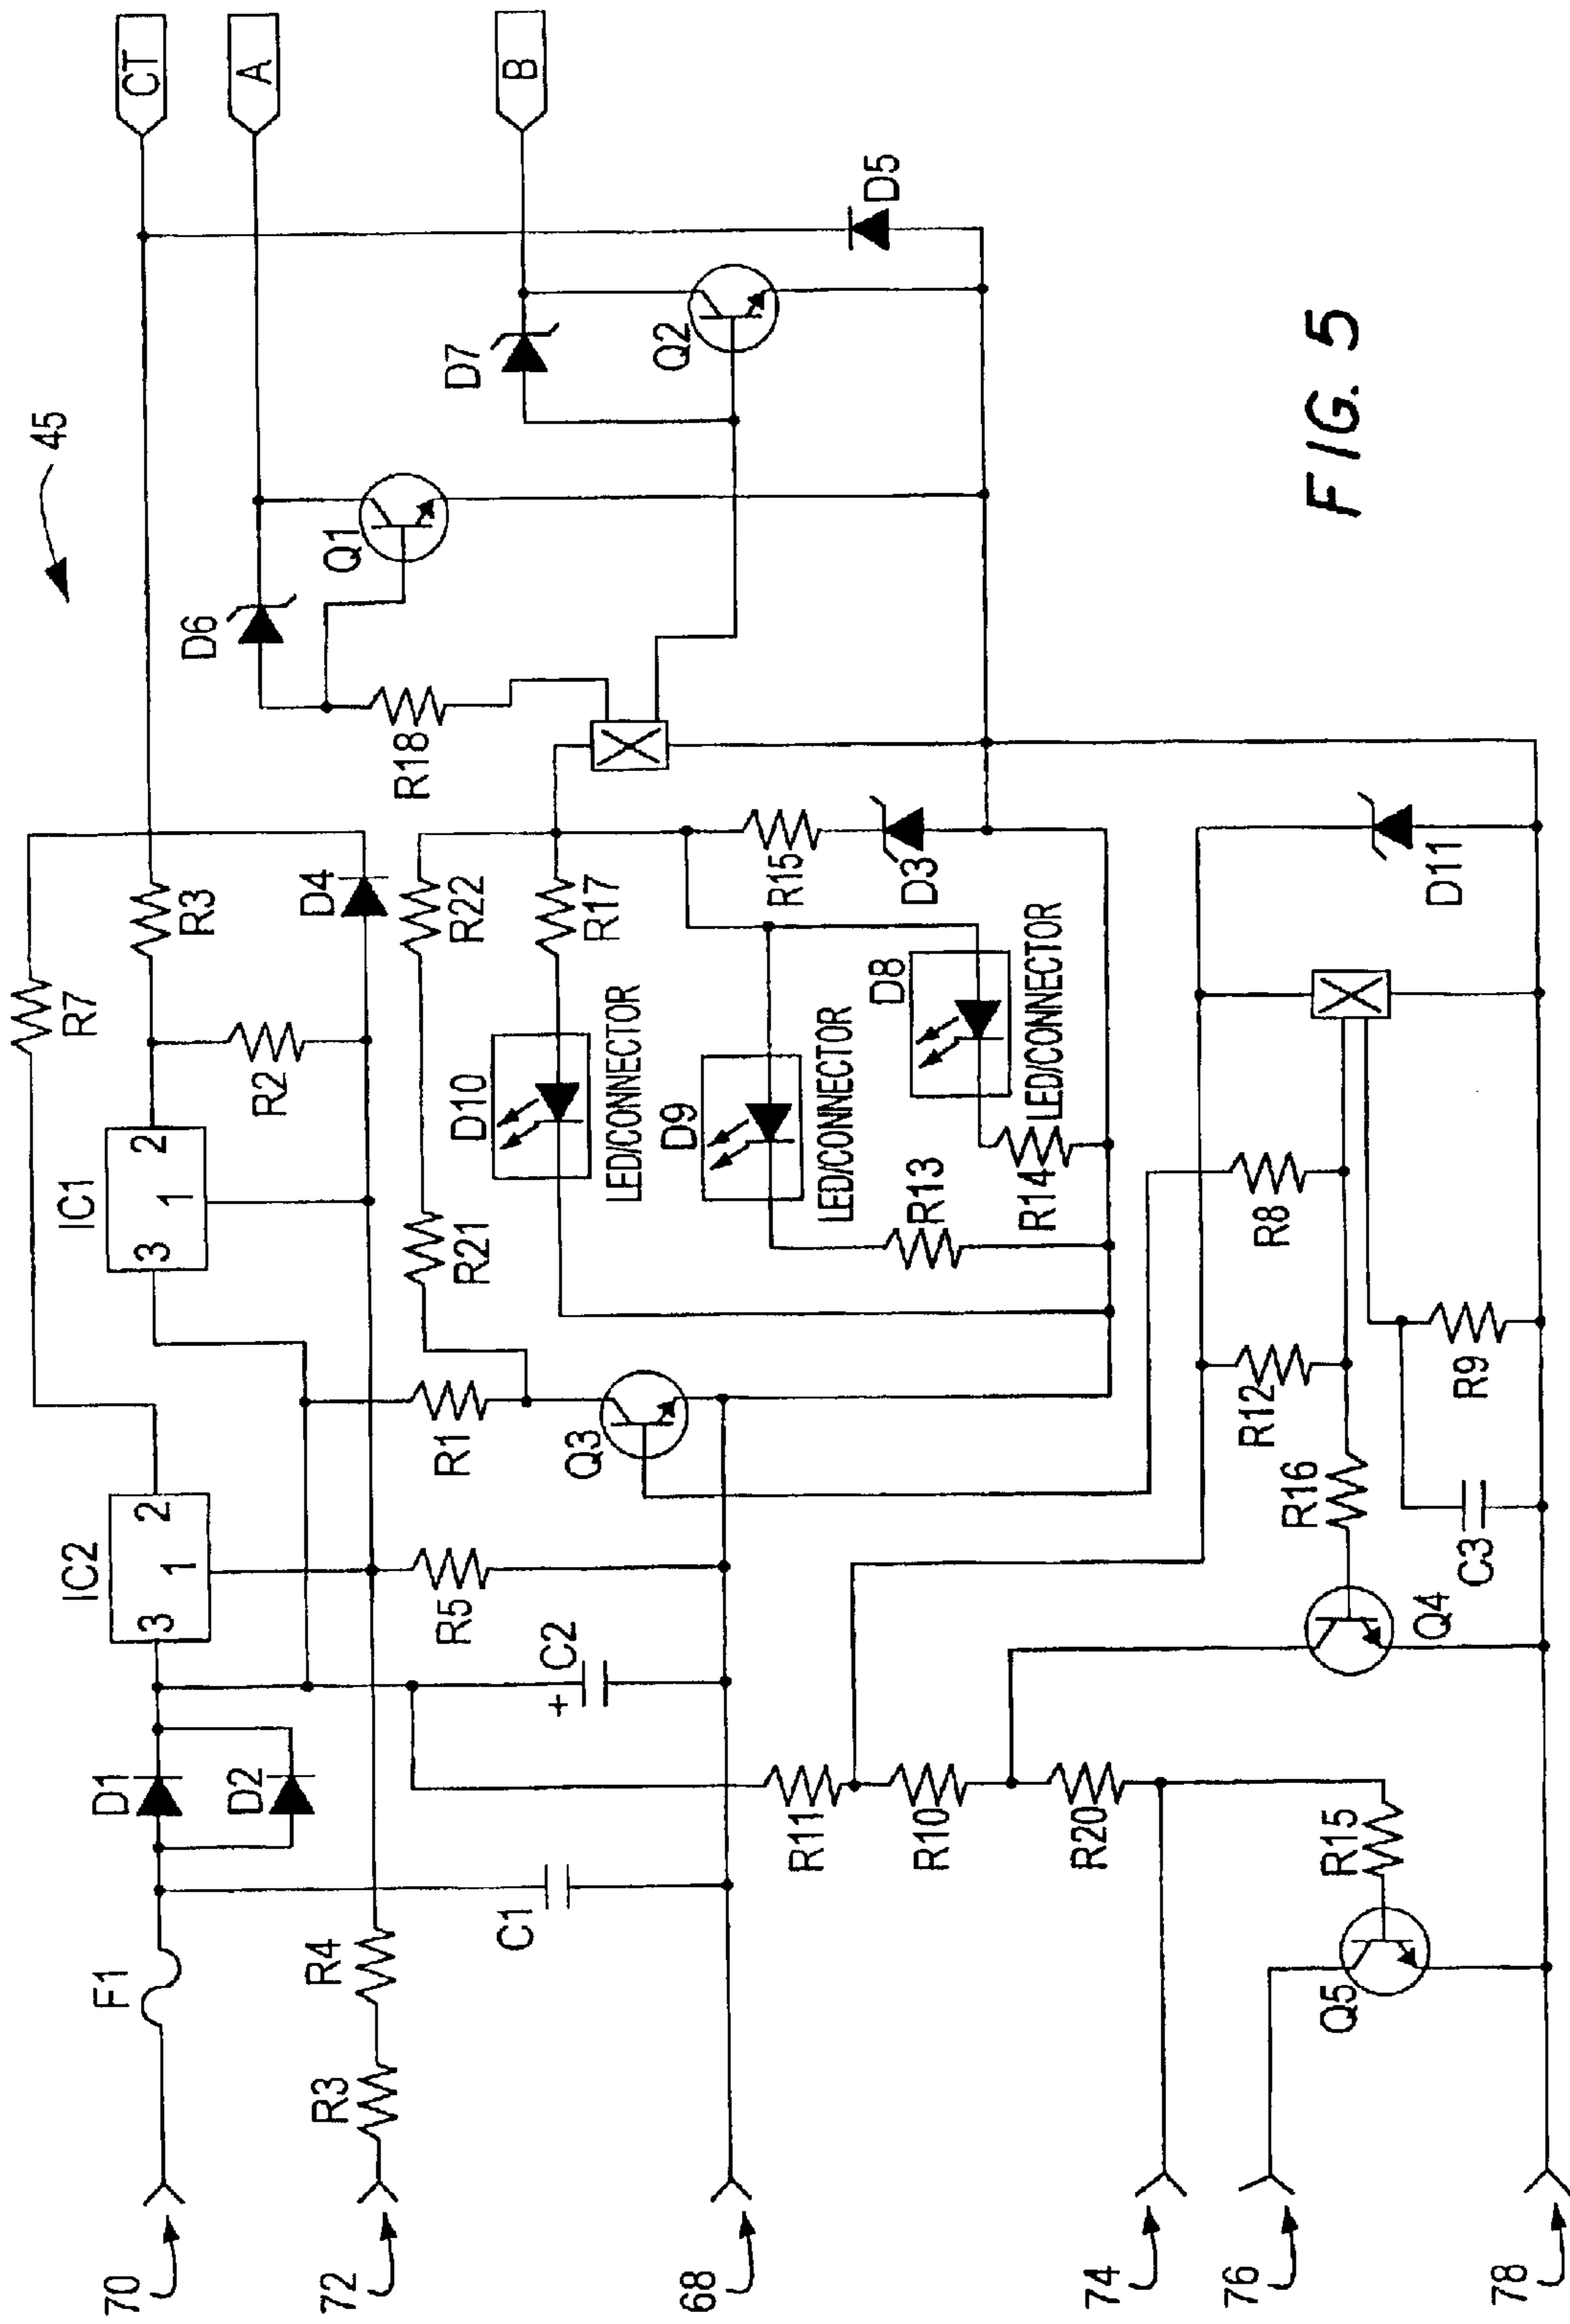 45
CT
A
B
R7
IC2
3
2
1
IC1
3
2
1
R3
R2
D4
F1
D1
D2
R3
R4
C1
C2
+
R5
R1
Q3
R21
R22
R18
D6
Q1
D7
Q2
D5
D10
LED/CONNECTOR
R17
D9
LED/CONNECTOR
D8
LED/CONNECTOR
R13
R14
R15
D3
R11
R10
R20
R15
Q5
Q4
R16
R12
R8
C3
R9
D11
70
72
68
74
76
78
FIG. 5